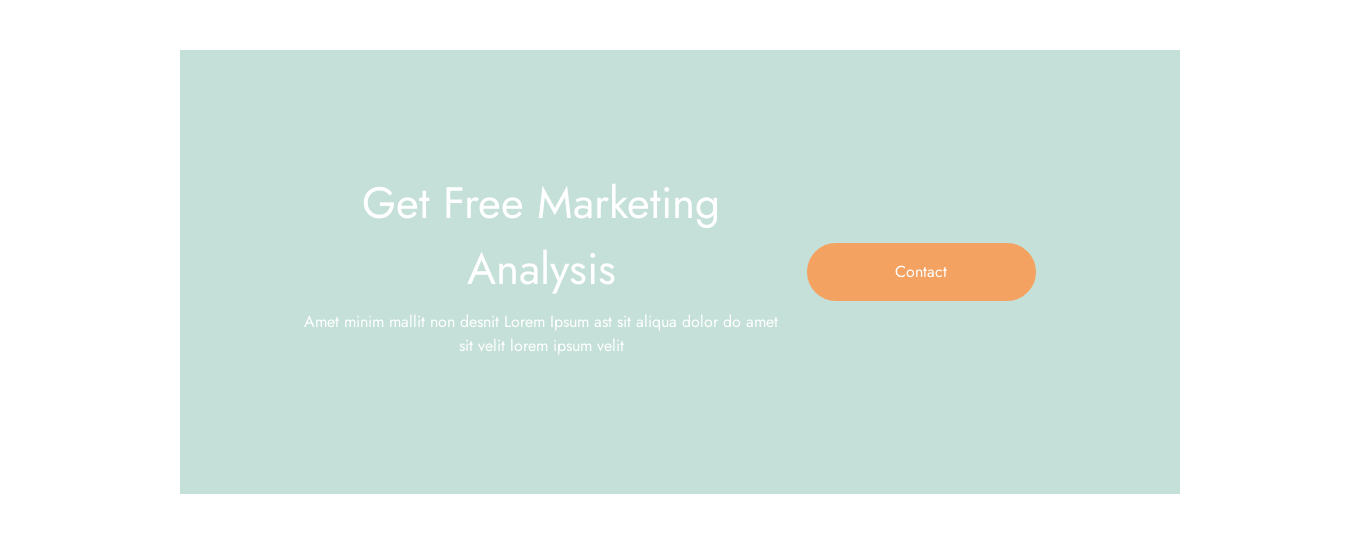 Get Free Marketing
Analysis
Amet minim mallit non desnit Lorem Ipsum ast sit aliqua dolor do amet
sit velit lorem ipsum velit
Contact